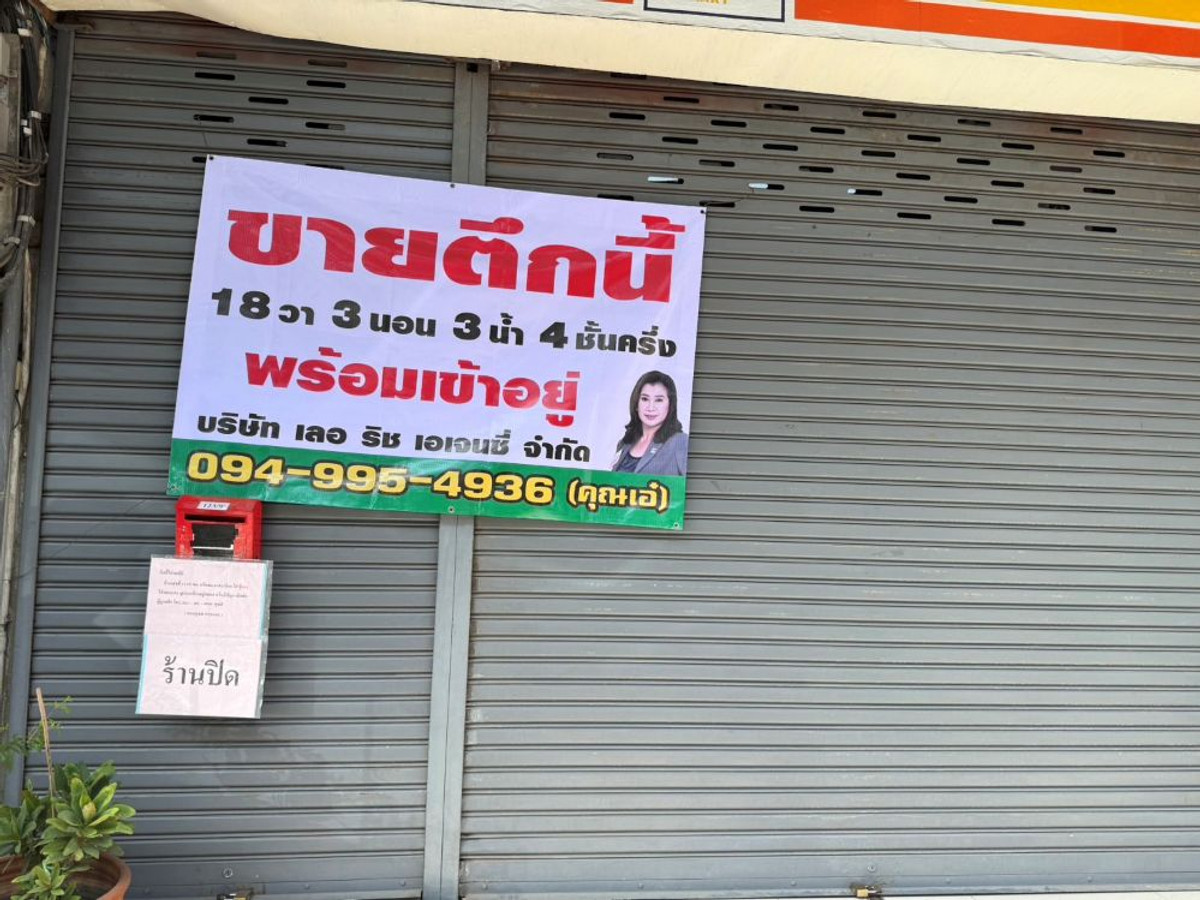 ขายตึกนี้
18 วา 3 นอน 3 น้ำ 4 ชั้นครึ่ง
พร้อมเข้าอยู่
บริษัท เลอ ริช เอเจนซี่ จำกัด
094-995-4936 (คุณเอ๋)
ร้านปิด